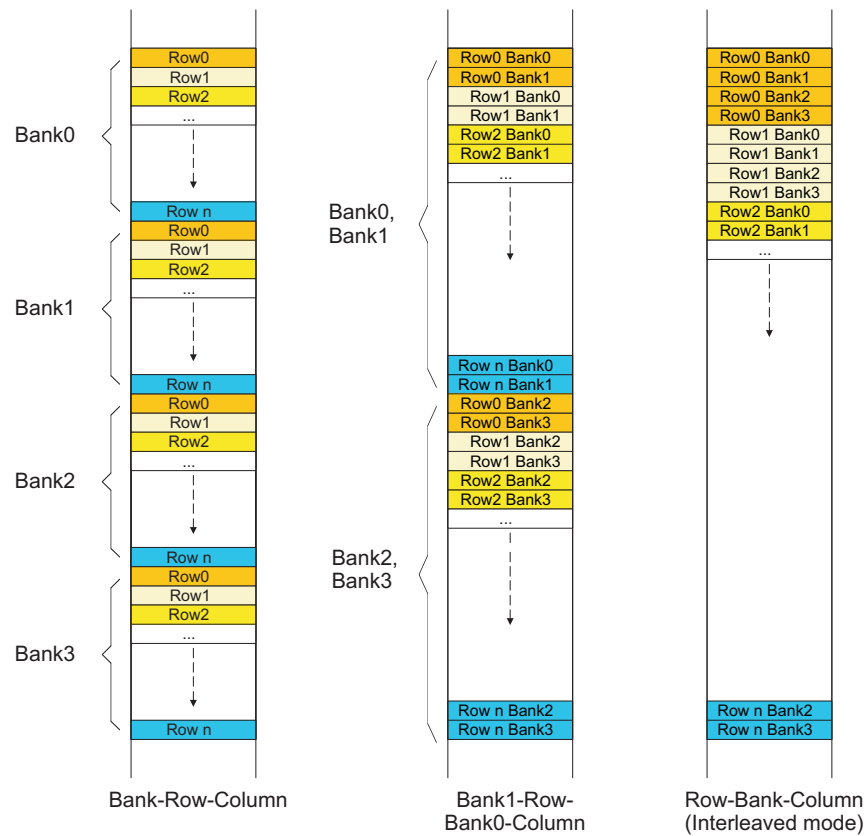 Bank0
Row0
Row1
Row2
...
Row n
Bank1
Row0
Row1
Row2
...
Row n
Bank2
Row0
Row1
Row2
...
Row n
Bank3
Row0
Row1
Row2
...
Row n
Bank-Row-Column
Bank0,
Bank1
Row0 Bank0
Row0 Bank1
Row1 Bank0
Row1 Bank1
Row2 Bank0
Row2 Bank1
...
Row n Bank0
Row n Bank1
Bank2,
Bank3
Row0 Bank2
Row0 Bank3
Row1 Bank2
Row1 Bank3
Row2 Bank2
Row2 Bank3
...
Row n Bank2
Row n Bank3
Bank1-Row-
Bank0-Column
Row0 Bank0
Row0 Bank1
Row0 Bank2
Row0 Bank3
Row1 Bank0
Row1 Bank1
Row1 Bank2
Row1 Bank3
Row2 Bank0
Row2 Bank1
...
Row n Bank2
Row n Bank3
Row-Bank-Column
(Interleaved mode)